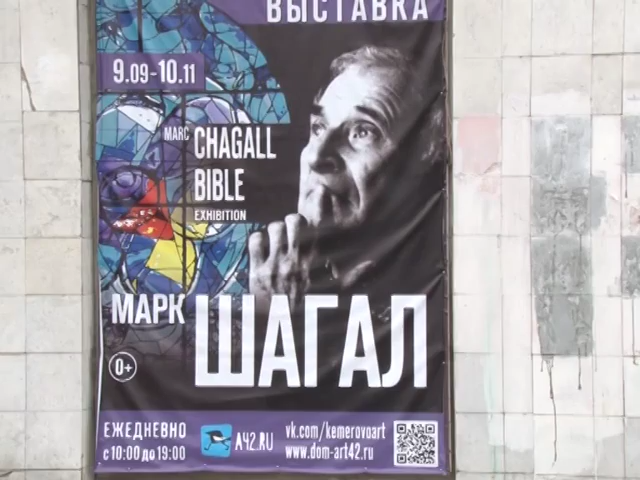 ВЫСТАВКА
9.09-10.11
MARC CHAGALL
BIBLE
EXHIBITION
МАРК ШАГАЛ
0+
ЕЖЕДНЕВНО
с 10:00 до 19:00
A42.RU
vk.com/kemerovoart
www.dom-art42.ru